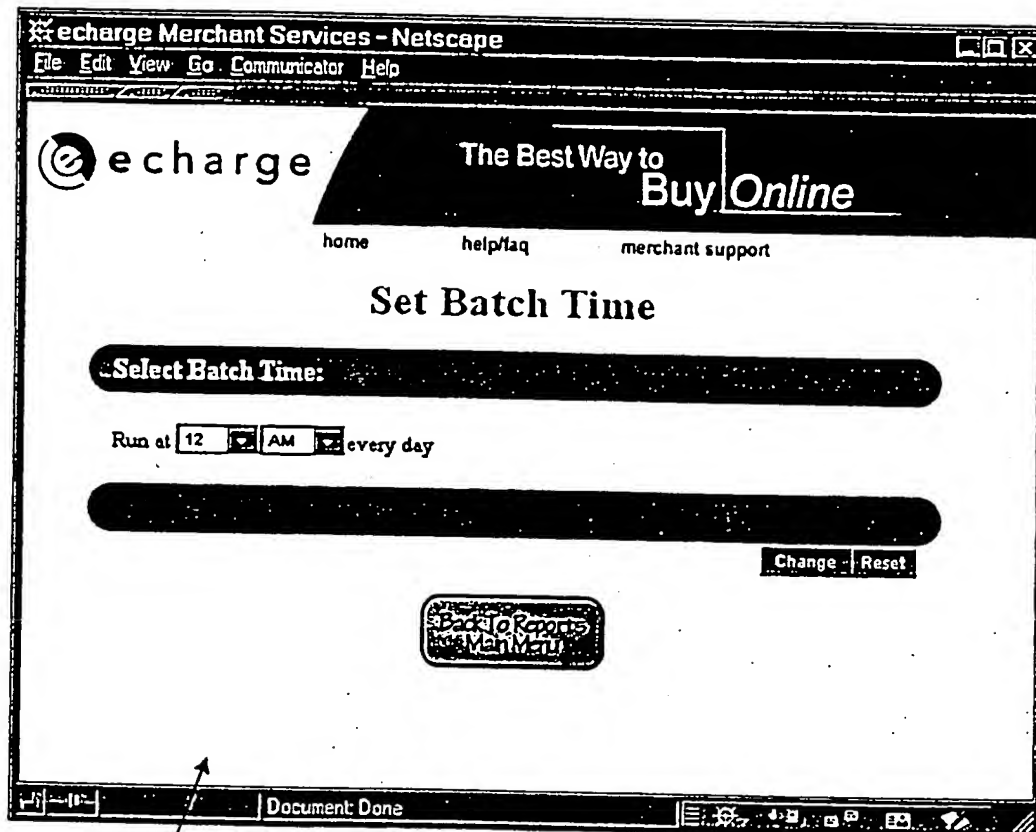 echarge Merchant Services - Netscape
File Edit View Go Communicator Help
e echarge
The Best Way to
Buy Online
home help/faq merchant support
Set Batch Time
Select Batch Time:
Run at 12 AM every day
Change Reset
Back To Reports
Main Menu
Document: Done